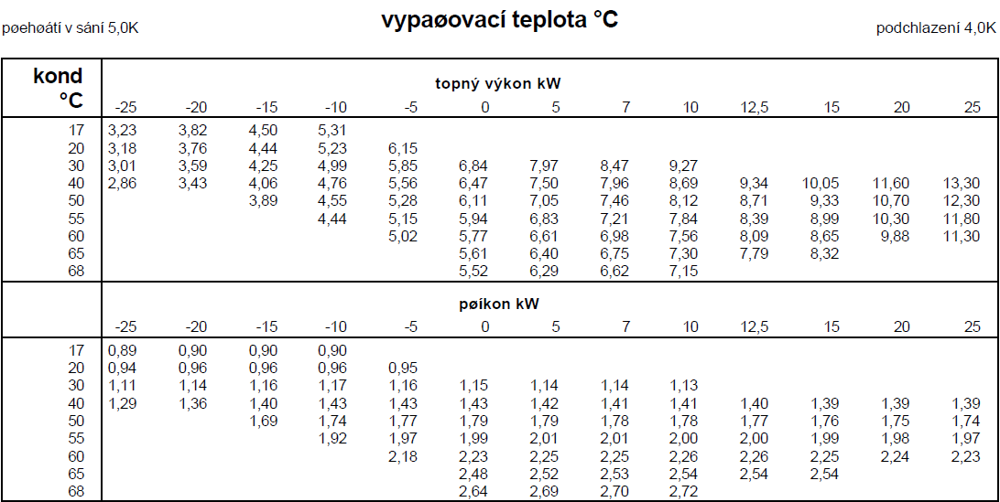 vypaøovací teplota °C
pøehøátí v sání 5,0K podchlazení 4,0K
kond
°C
topný výkon kW
-25 -20 -15 -10 -5 0 5 7 10 12,5 15 20 25
17 3,23 3,82 4,50 5,31
20 3,18 3,76 4,44 5,23 6,15
30 3,01 3,59 4,25 4,99 5,85 6,84 7,97 8,47 9,27
40 2,86 3,43 4,06 4,76 5,56 6,47 7,50 7,96 8,69 9,34 10,05 11,60 13,30
50 3,89 4,55 5,28 6,11 7,05 7,46 8,12 8,71 9,33 10,70 12,30
55 4,44 5,15 5,94 6,83 7,21 7,84 8,39 8,99 10,30 11,80
60 5,02 5,77 6,61 6,98 7,56 8,09 8,65 9,88 11,30
65 5,61 6,40 6,75 7,30 7,79 8,32
68 5,52 6,29 6,62 7,15
pøíkon kW
-25 -20 -15 -10 -5 0 5 7 10 12,5 15 20 25
17 0,89 0,90 0,90 0,90
20 0,94 0,96 0,96 0,96 0,95
30 1,11 1,14 1,16 1,17 1,16 1,15 1,14 1,14 1,13
40 1,29 1,36 1,40 1,43 1,43 1,43 1,42 1,41 1,41 1,40 1,39 1,39 1,39
50 1,69 1,74 1,77 1,79 1,79 1,78 1,78 1,77 1,76 1,75 1,74
55 1,92 1,97 1,99 2,01 2,01 2,00 2,00 1,99 1,98 1,97
60 2,18 2,23 2,25 2,25 2,26 2,26 2,25 2,24 2,23
65 2,48 2,52 2,53 2,54 2,54 2,54
68 2,64 2,69 2,70 2,72